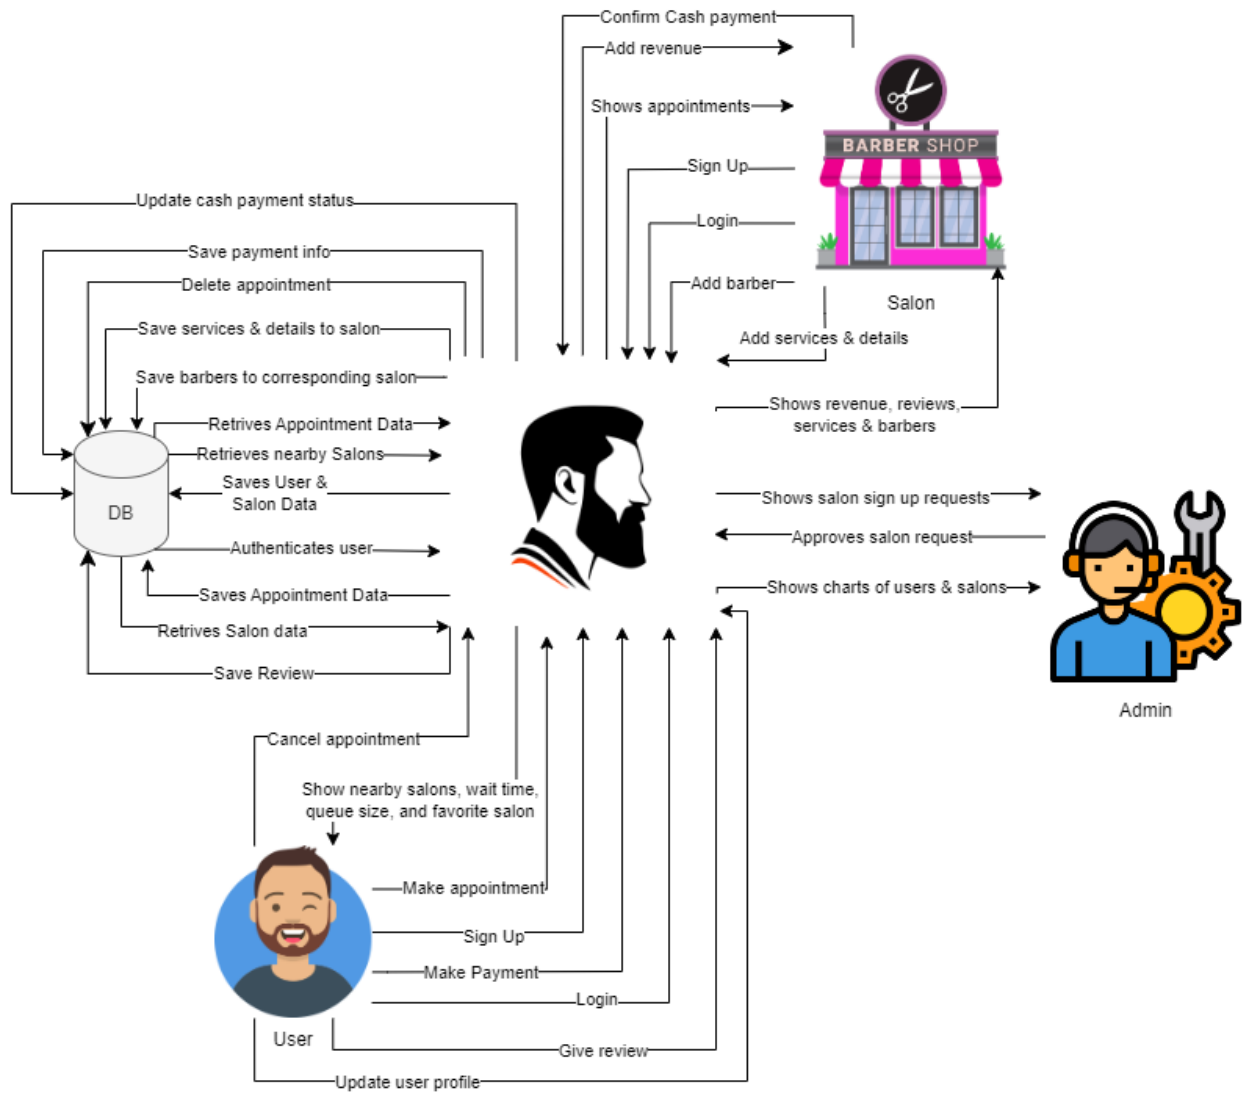 Confirm Cash payment
Add revenue
Shows appointments
BARBER SHOP
Sign Up
Update cash payment status
Login
Save payment info
Delete appointment
Add barber
Salon
Save services & details to salon
Add services & details
Save barbers to corresponding salon
Shows revenue, reviews,
services & barbers
Retrives Appointment Data
Retrieves nearby Salons
Saves User &
Salon Data
Shows salon sign up requests
DB
Approves salon request
Authenticates user
Shows charts of users & salons
Saves Appointment Data
Retrives Salon data
Save Review
Admin
Cancel appointment
Show nearby salons, wait time,
queue size, and favorite salon
Make appointment
Sign Up
Make Payment
Login
User
Give review
Update user profile